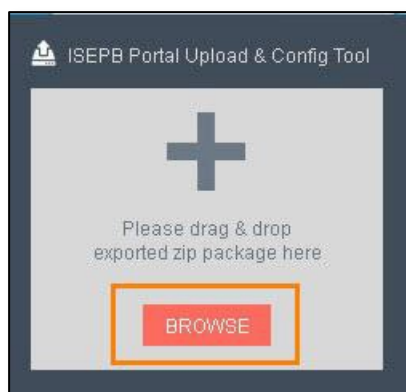 ISEPB Portal Upload & Config Tool
Please drag & drop
exported zip package here
BROWSE